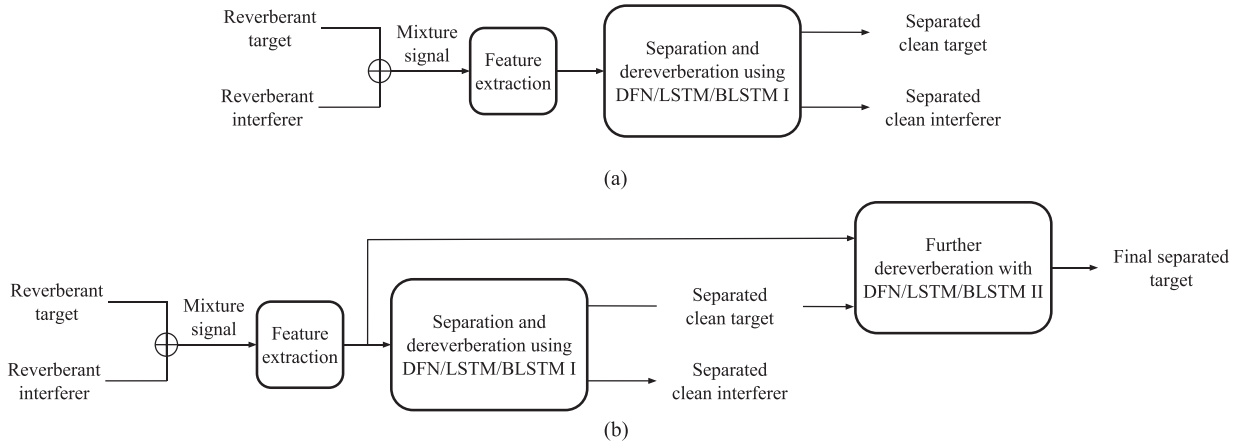 Reverberant
target
Mixture
signal
Reverberant
interferer
Feature
extraction
Separation and
dereverberation using
DFN/LSTM/BLSTM I
Separated
clean target
Separated
clean interferer
(a)
Reverberant
target
Mixture
signal
Reverberant
interferer
Feature
extraction
Separation and
dereverberation using
DFN/LSTM/BLSTM I
Separated
clean target
Separated
clean interferer
Further
dereverberation with
DFN/LSTM/BLSTM II
Final separated
target
(b)